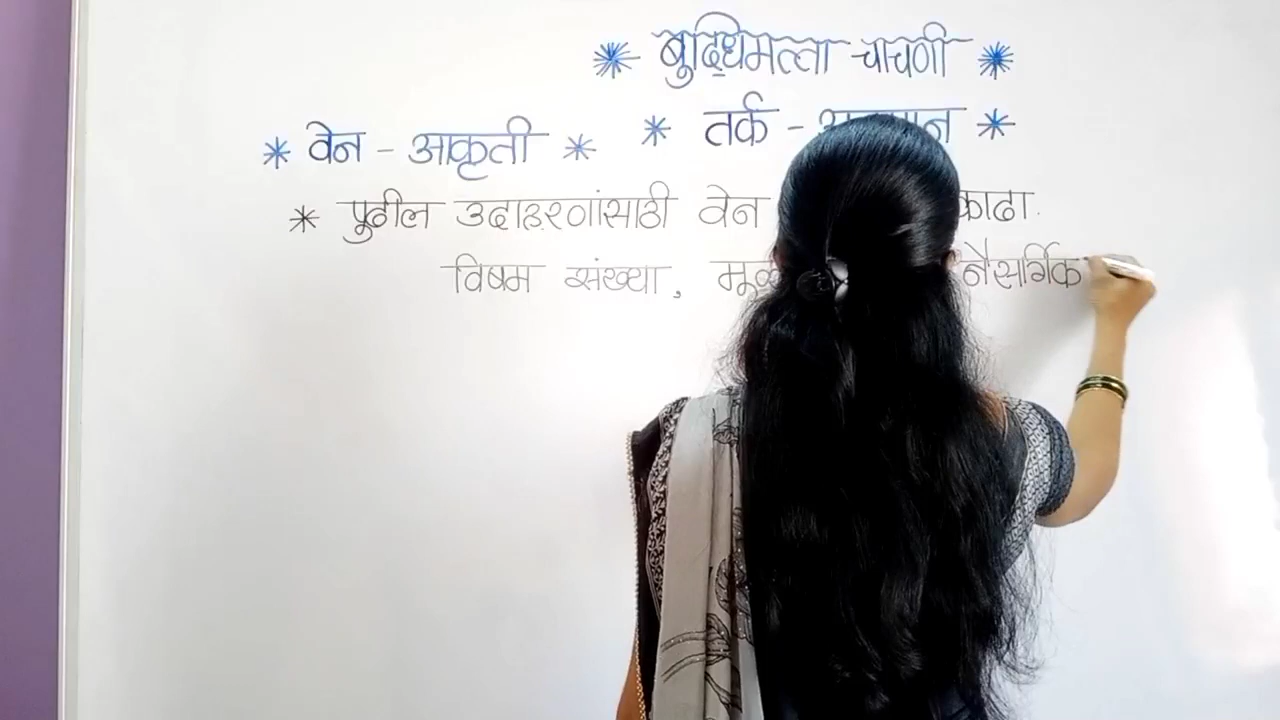 * बुद्धिमत्ता चाचणी *
* तर्क - *
* वेन - आकृती *
* पुढील उदाहरणांसाठी वेन काढा.
विषम संख्या, नैसर्गिक